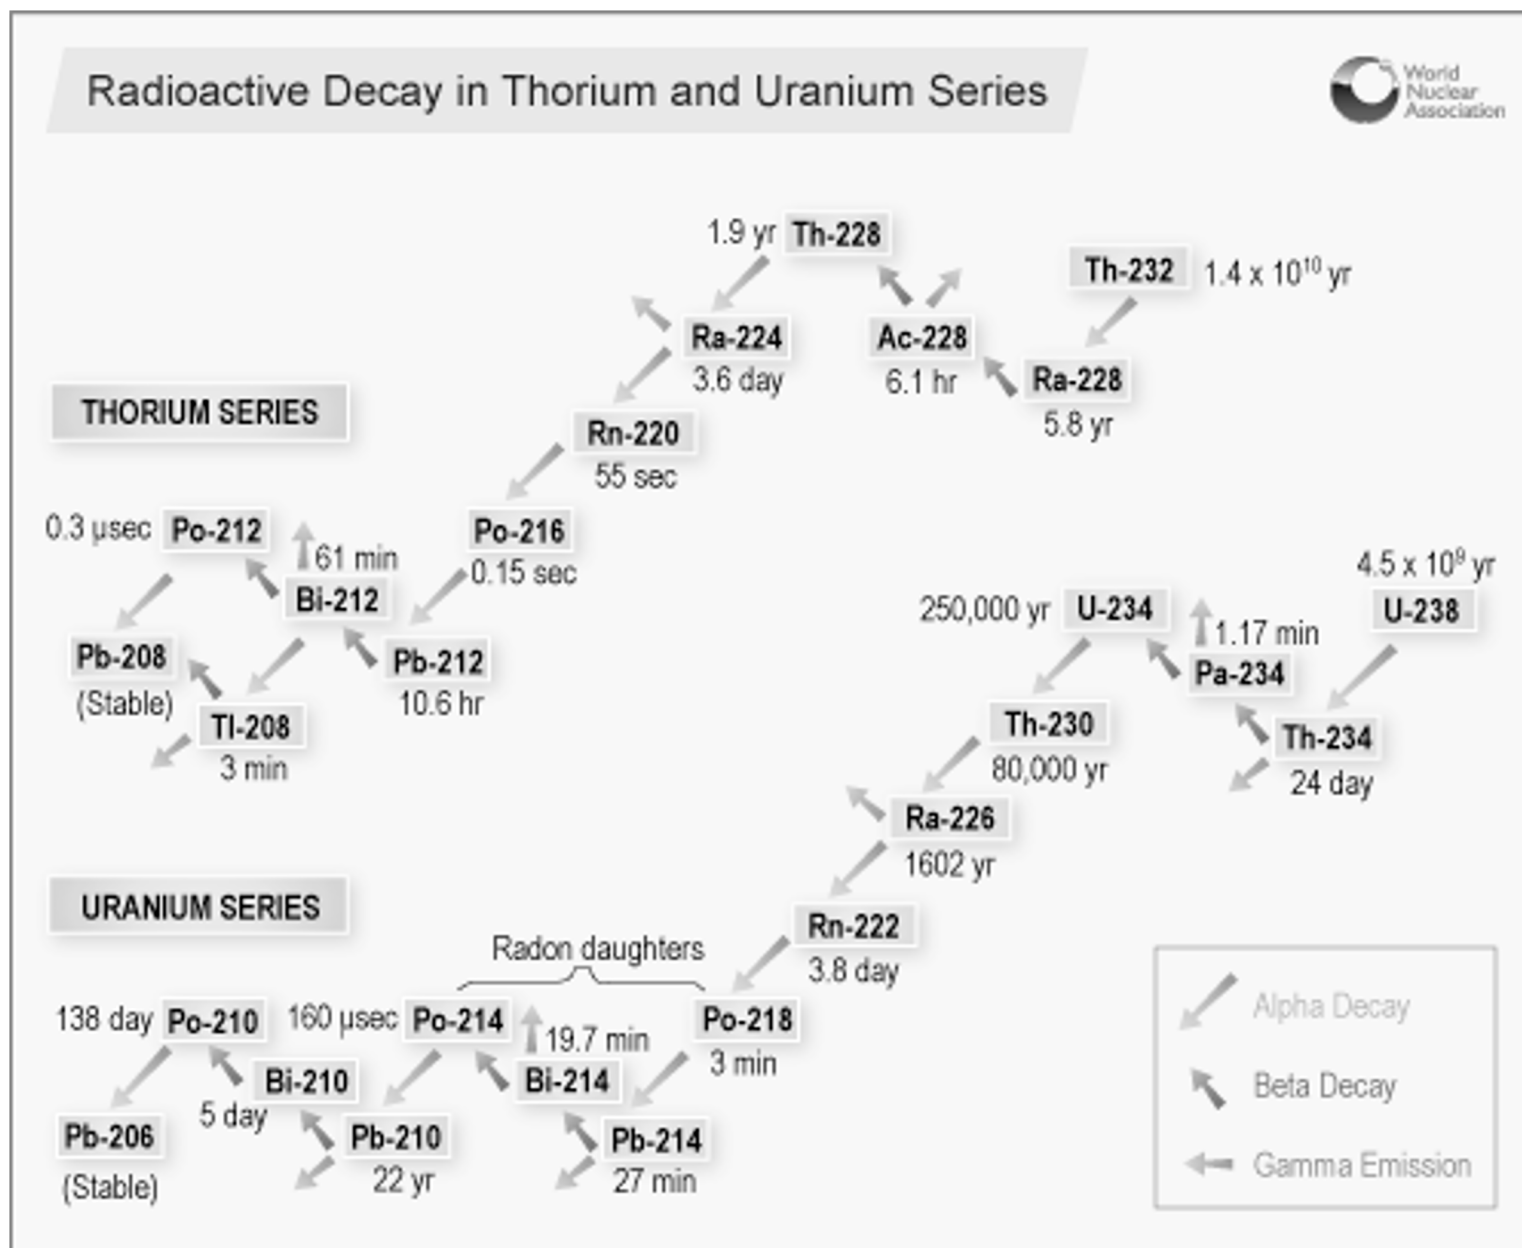 Radioactive Decay in Thorium and Uranium Series
World
Nuclear
Association
1.9 yr Th-228
Th-232 1.4 x 10¹⁰ yr
Ra-224
3.6 day
Ac-228
6.1 hr
Ra-228
5.8 yr
THORIUM SERIES
Rn-220
55 sec
0.3 µsec Po-212
61 min
Bi-212
Po-216
0.15 sec
Pb-208
(Stable)
Pb-212
10.6 hr
Tl-208
3 min
4.5 x 10⁹ yr
U-238
250,000 yr U-234
1.17 min
Pa-234
Th-230
80,000 yr
Th-234
24 day
Ra-226
1602 yr
URANIUM SERIES
Rn-222
3.8 day
Radon daughters
138 day Po-210
160 µsec Po-214
19.7 min
Bi-214
Po-218
3 min
Bi-210
5 day
Pb-206
(Stable)
Pb-210
22 yr
Pb-214
27 min
Alpha Decay
Beta Decay
Gamma Emission